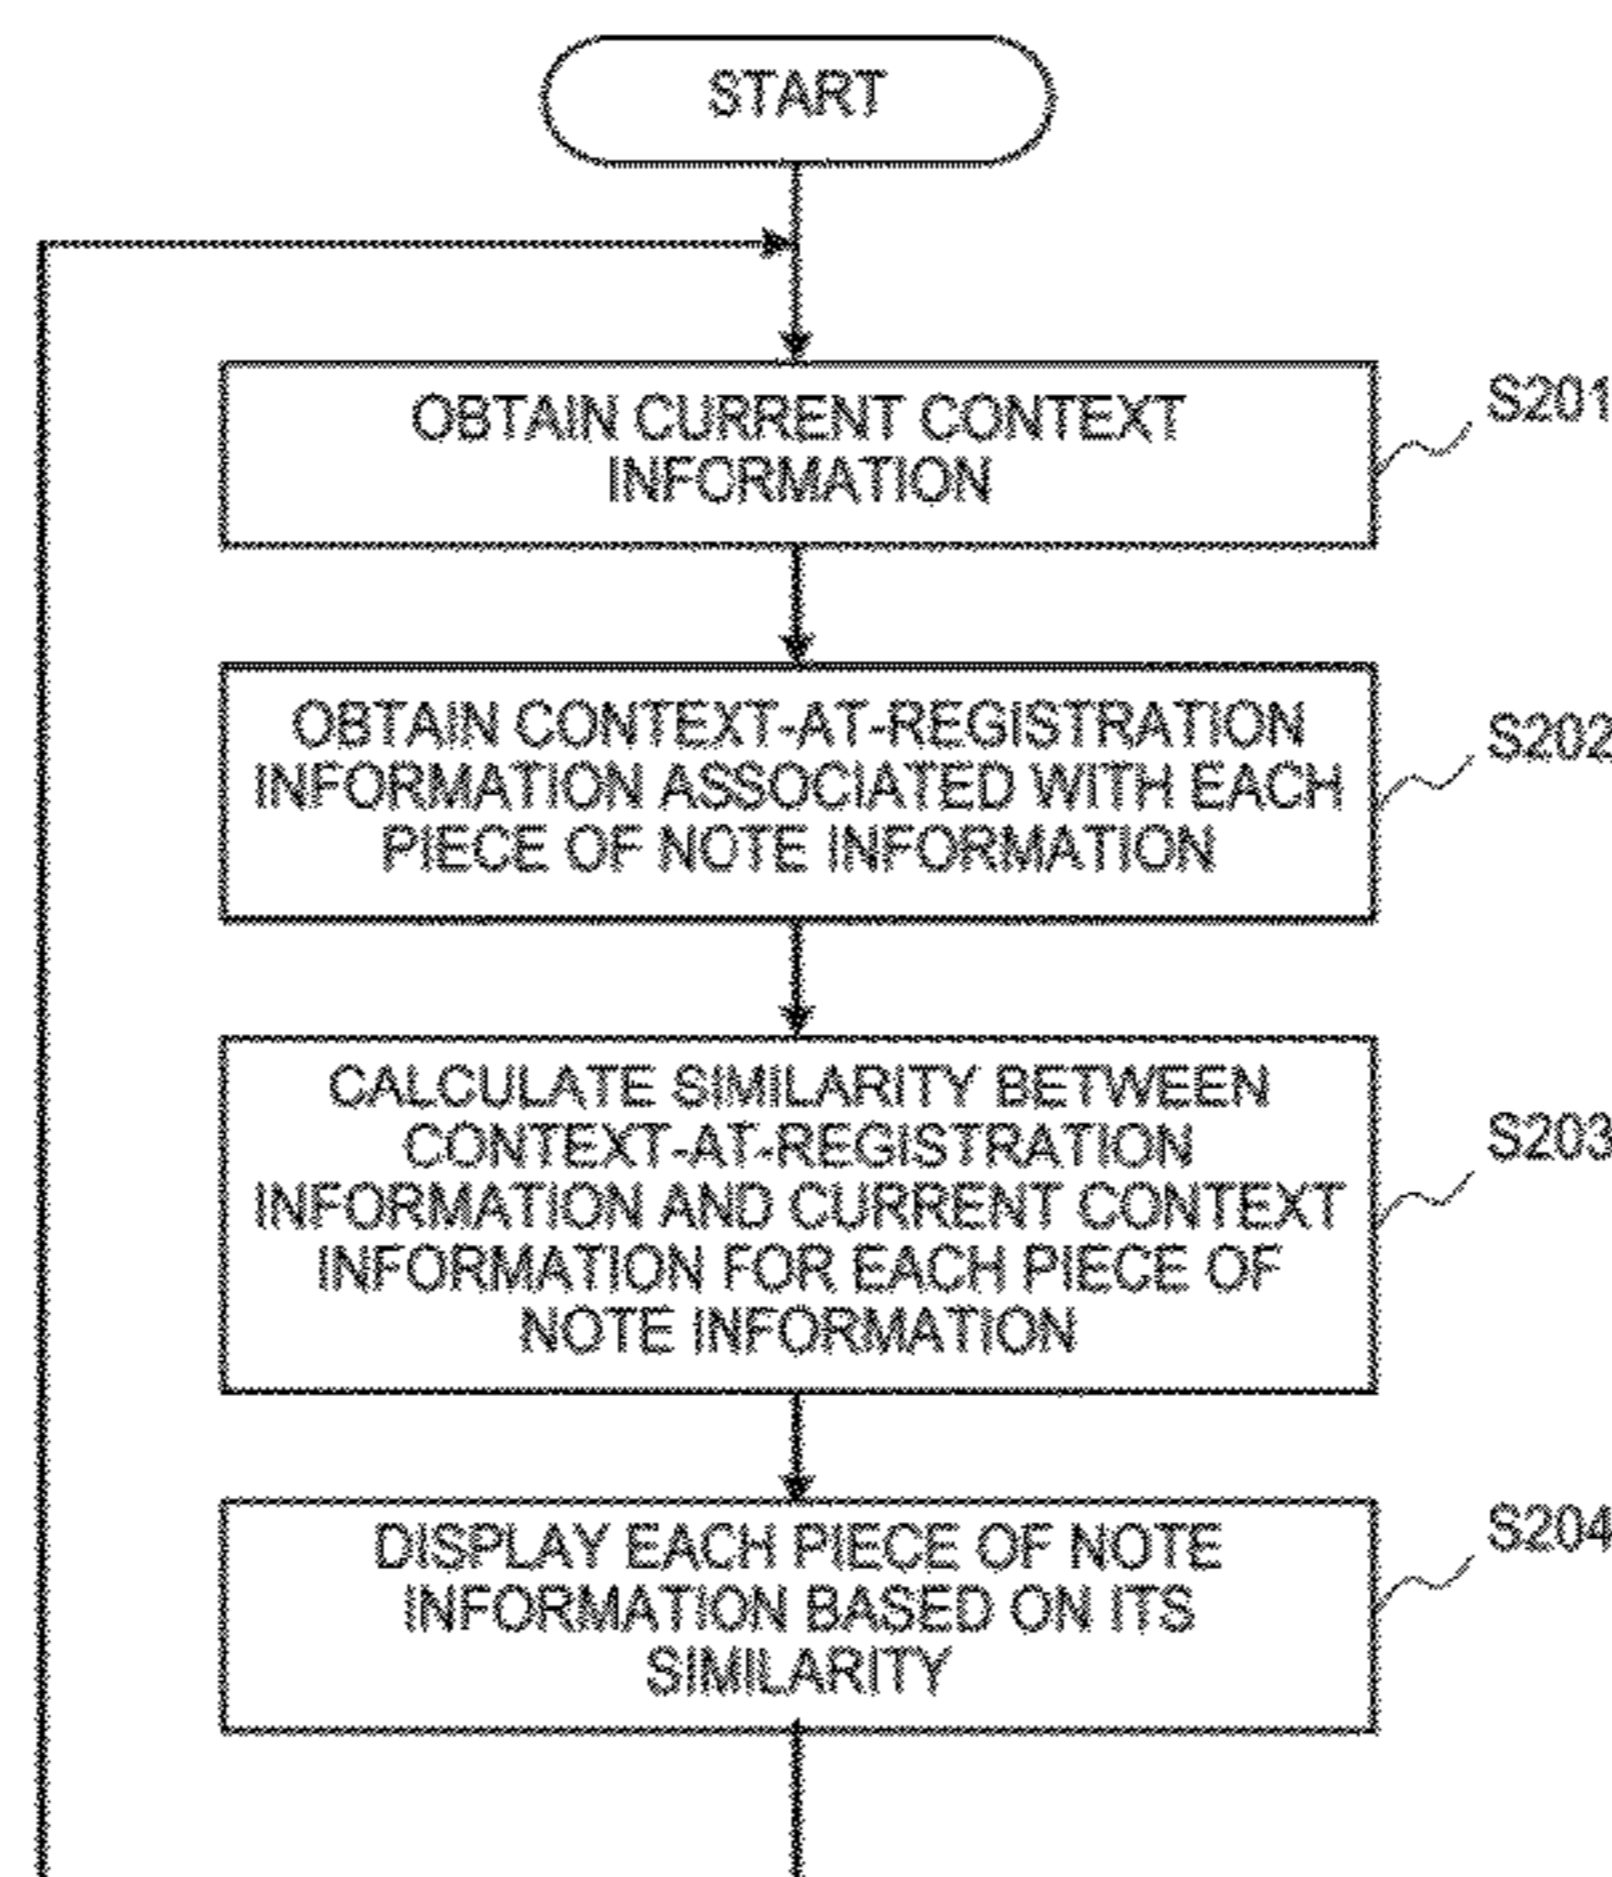 START
OBTAIN CURRENT CONTEXT
INFORMATION
S201
OBTAIN CONTEXT-AT-REGISTRATION
INFORMATION ASSOCIATED WITH EACH
PIECE OF NOTE INFORMATION
S202
CALCULATE SIMILARITY BETWEEN
CONTEXT-AT-REGISTRATION
INFORMATION AND CURRENT CONTEXT
INFORMATION FOR EACH PIECE OF
NOTE INFORMATION
S203
DISPLAY EACH PIECE OF NOTE
INFORMATION BASED ON ITS
SIMILARITY
S204